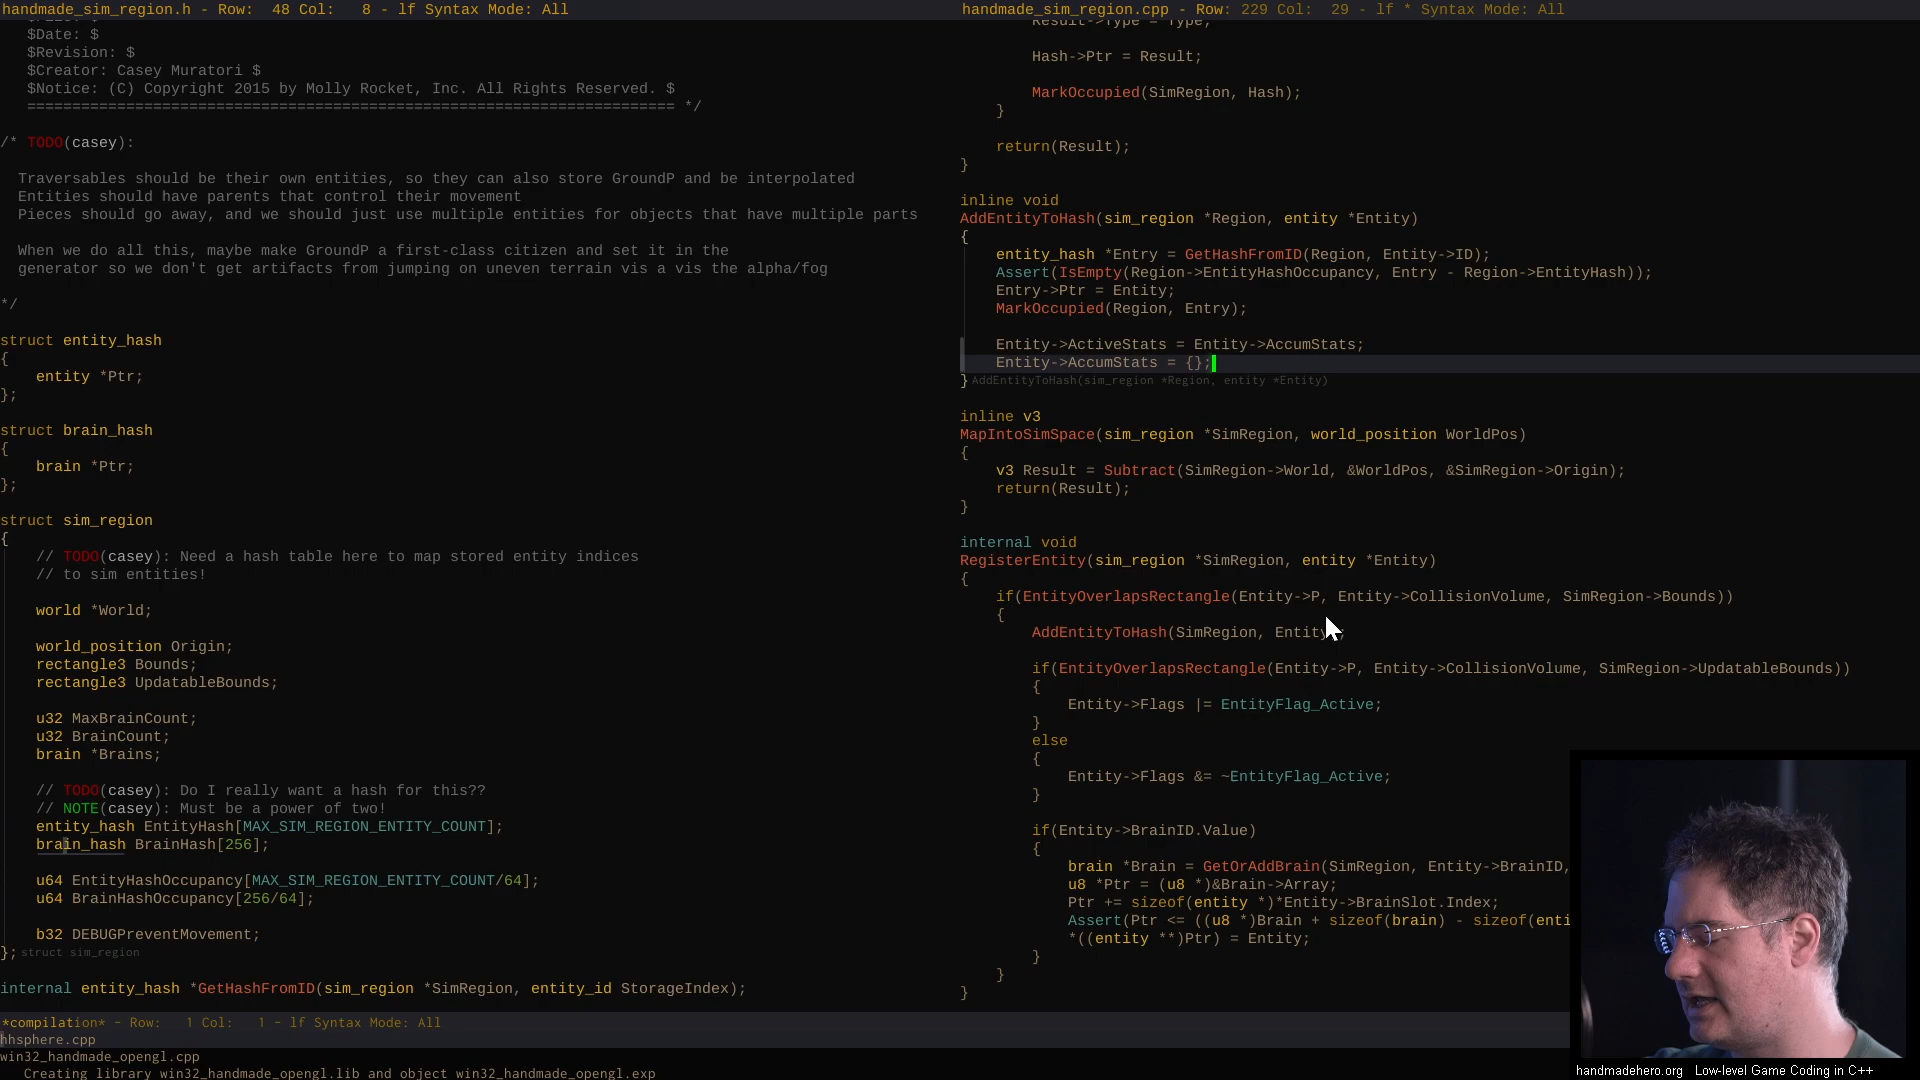 handmade_sim_region.h - Row:  48 Col:   8 - lf Syntax Mode: All
$Date: $
$Revision: $
$Creator: Casey Muratori $
$Notice: (C) Copyright 2015 by Molly Rocket, Inc. All Rights Reserved. $
======================================================================== */
/* TODO(casey):
Traversables should be their own entities, so they can also store GroundP and be interpolated
Entities should have parents that control their movement
Pieces should go away, and we should just use multiple entities for objects that have multiple parts
When we do all this, maybe make GroundP a first-class citizen and set it in the
generator so we don't get artifacts from jumping on uneven terrain vis a vis the alpha/fog
*/
struct entity_hash
{
    entity *Ptr;
};
struct brain_hash
{
    brain *Ptr;
};
struct sim_region
{
    // TODO(casey): Need a hash table here to map stored entity indices
    // to sim entities!
    world *World;
    world_position Origin;
    rectangle3 Bounds;
    rectangle3 UpdatableBounds;
    u32 MaxBrainCount;
    u32 BrainCount;
    brain *Brains;
    // TODO(casey): Do I really want a hash for this??
    // NOTE(casey): Must be a power of two!
    entity_hash EntityHash[MAX_SIM_REGION_ENTITY_COUNT];
    brain_hash BrainHash[256];
    u64 EntityHashOccupancy[MAX_SIM_REGION_ENTITY_COUNT/64];
    u64 BrainHashOccupancy[256/64];
    b32 DEBUGPreventMovement;
}; struct sim_region
internal entity_hash *GetHashFromID(sim_region *SimRegion, entity_id StorageIndex);
handmade_sim_region.cpp - Row: 229 Col:  29 - lf * Syntax Mode: All
Result->Type = Type;
Hash->Ptr = Result;
MarkOccupied(SimRegion, Hash);
}
return(Result);
}
inline void
AddEntityToHash(sim_region *Region, entity *Entity)
{
    entity_hash *Entry = GetHashFromID(Region, Entity->ID);
    Assert(IsEmpty(Region->EntityHashOccupancy, Entry - Region->EntityHash));
    Entry->Ptr = Entity;
    MarkOccupied(Region, Entry);
    Entity->ActiveStats = Entity->AccumStats;
    Entity->AccumStats = {};
} AddEntityToHash(sim_region *Region, entity *Entity)
inline v3
MapIntoSimSpace(sim_region *SimRegion, world_position WorldPos)
{
    v3 Result = Subtract(SimRegion->World, &WorldPos, &SimRegion->Origin);
    return(Result);
}
internal void
RegisterEntity(sim_region *SimRegion, entity *Entity)
{
    if(EntityOverlapsRectangle(Entity->P, Entity->CollisionVolume, SimRegion->Bounds))
    {
        AddEntityToHash(SimRegion, Entity);
        if(EntityOverlapsRectangle(Entity->P, Entity->CollisionVolume, SimRegion->UpdatableBounds))
        {
            Entity->Flags |= EntityFlag_Active;
        }
        else
        {
            Entity->Flags &= ~EntityFlag_Active;
        }
        if(Entity->BrainID.Value)
        {
            brain *Brain = GetOrAddBrain(SimRegion, Entity->BrainID,
            u8 *Ptr = (u8 *)&Brain->Array;
            Ptr += sizeof(entity *)*Entity->BrainSlot.Index;
            Assert(Ptr <= ((u8 *)Brain + sizeof(brain) - sizeof(enti
            *((entity **)Ptr) = Entity;
        }
    }
}
*compilation* - Row:   1 Col:   1 - lf Syntax Mode: All
hhsphere.cpp
win32_handmade_opengl.cpp
Creating library win32_handmade_opengl.lib and object win32_handmade_opengl.exp
handmadehero.org   Low-level Game Coding in C++